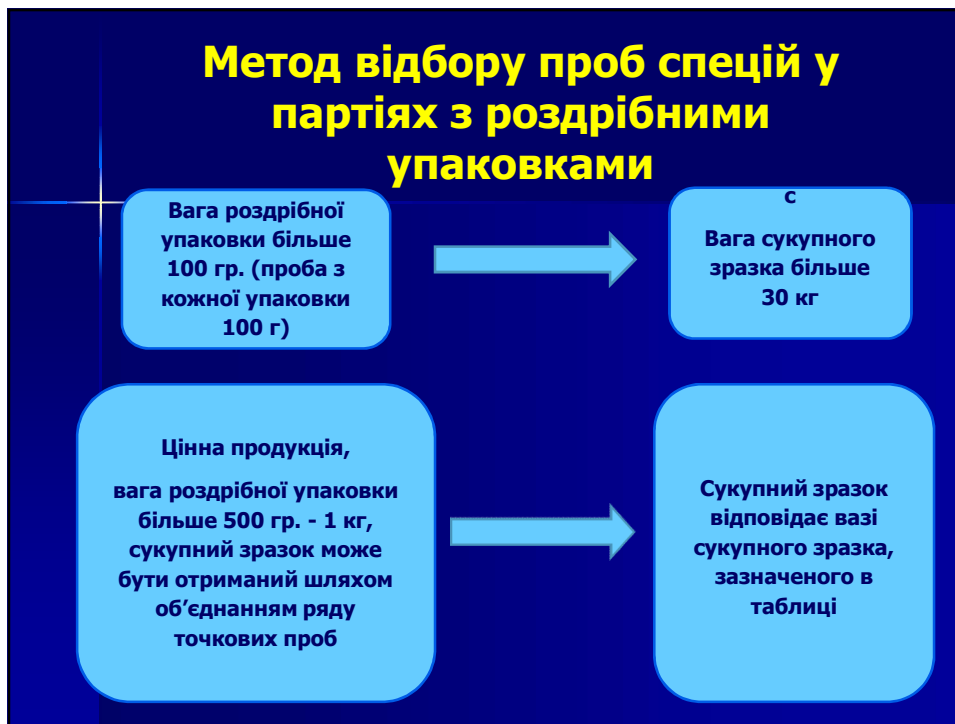 Метод відбору проб спецій у
партіях з роздрібними
упаковками
Вага роздрібної
упаковки більше
100 гр. (проба з
кожної упаковки
100 г)
с
Вага сукупного
зразка більше
30 кг
Цінна продукція,
вага роздрібної упаковки
більше 500 гр. - 1 кг,
сукупний зразок може
бути отриманий шляхом
об’єднанням ряду
точкових проб
Сукупний зразок
відповідає вазі
сукупного зразка,
зазначеного в
таблиці